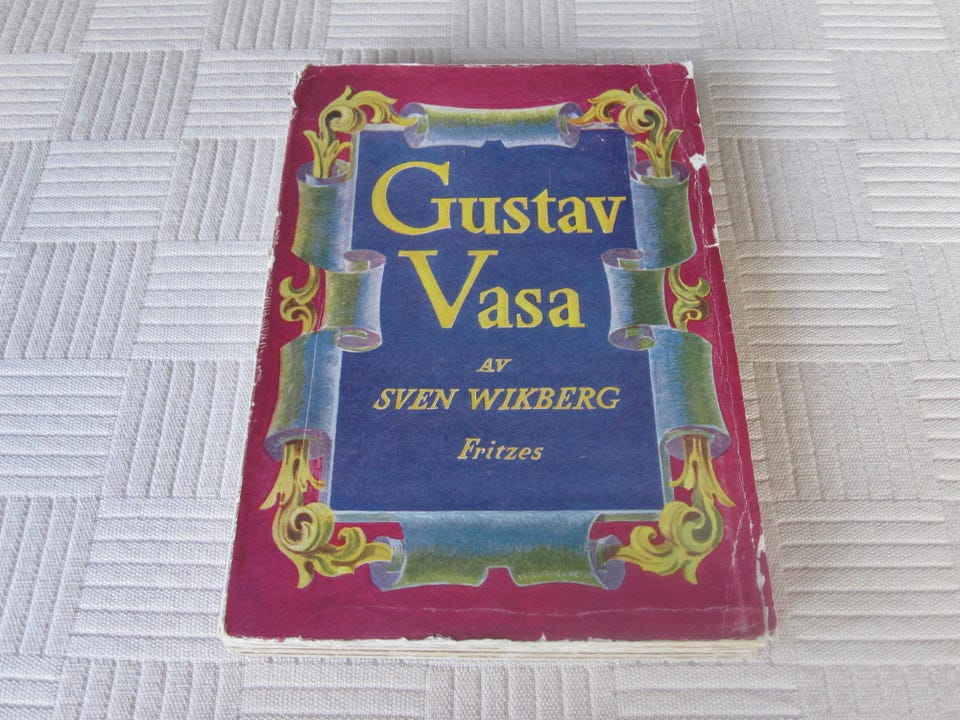 Gustav
Vasa
AV
SVEN WIKBERG
Fritzes